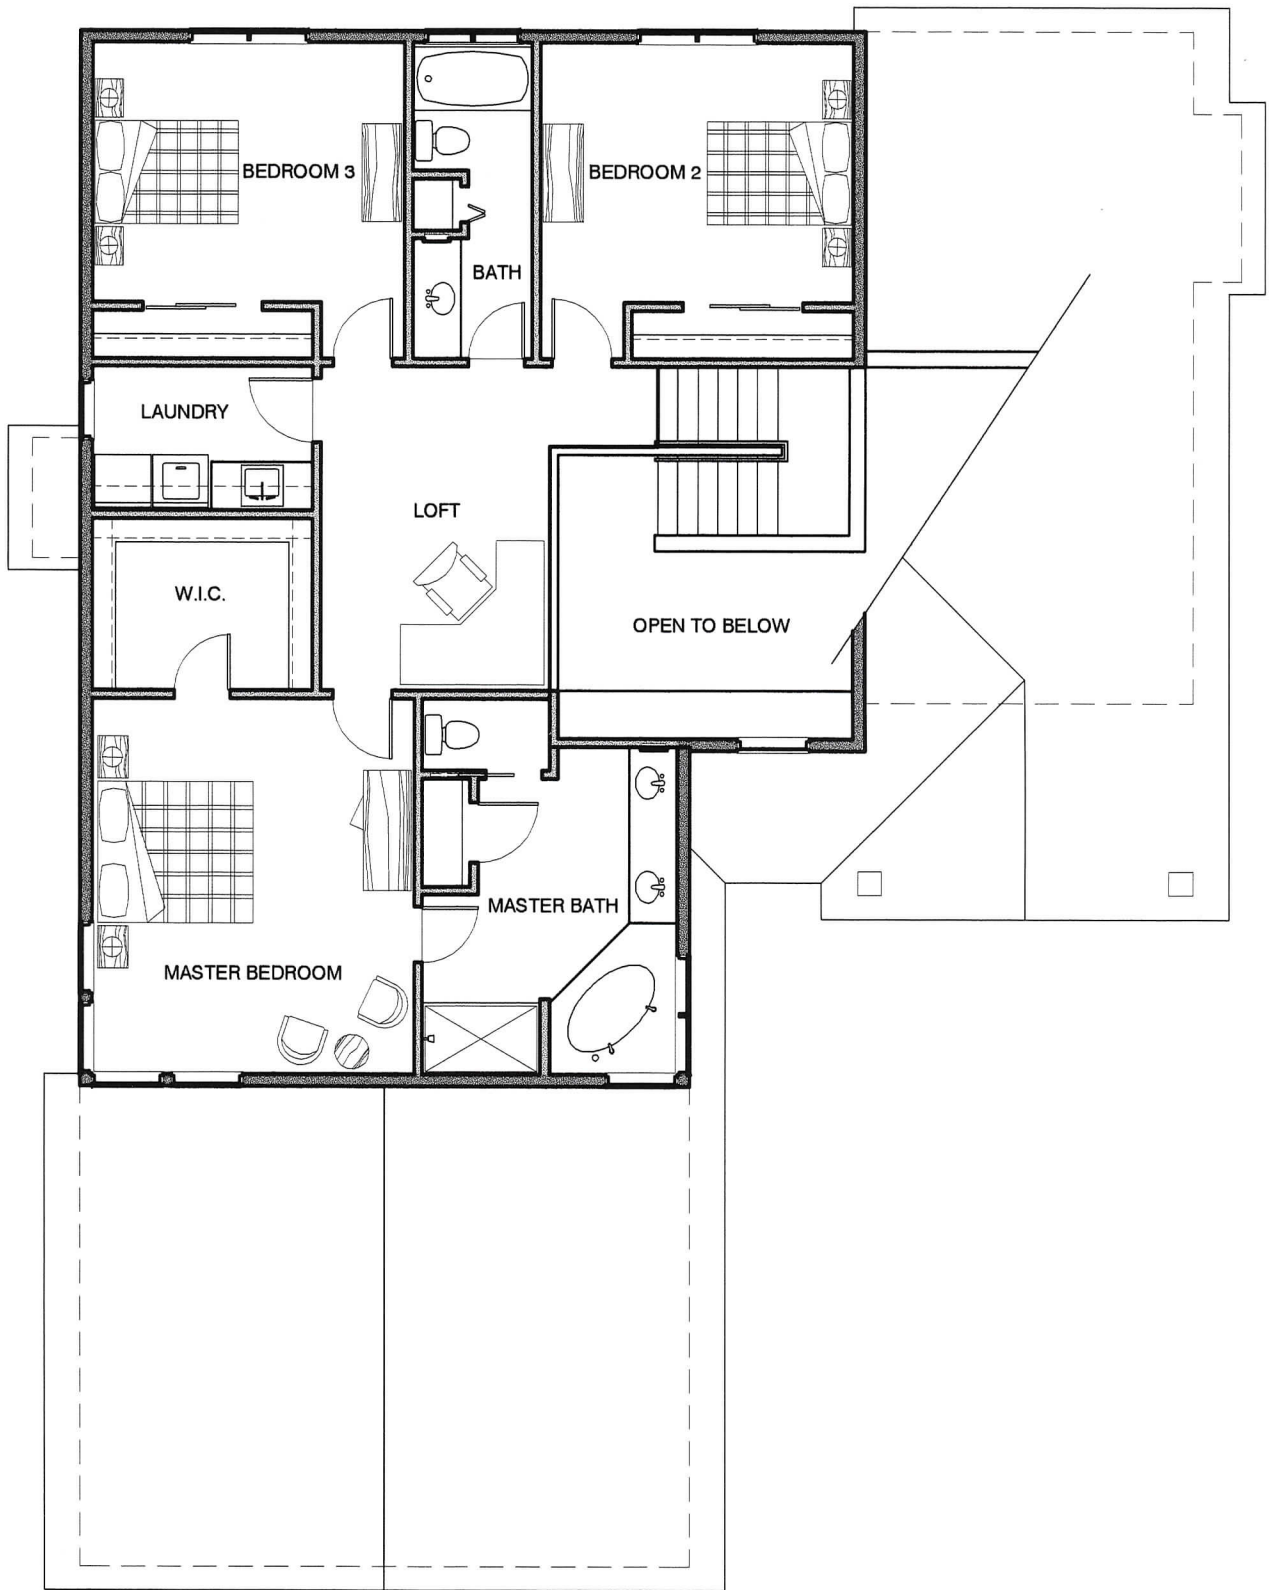 BEDROOM 3
BEDROOM 2
BATH
LAUNDRY
LOFT
W.I.C.
OPEN TO BELOW
MASTER BATH
MASTER BEDROOM